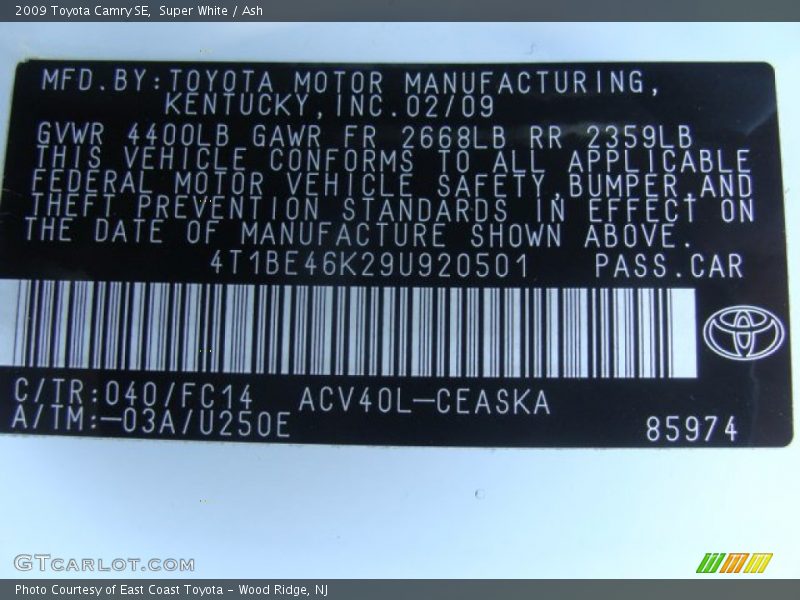 2009 Toyota Camry SE, Super White / Ash
MFD.BY:TOYOTA MOTOR MANUFACTURING,
KENTUCKY,INC.02/09
GVWR 4400LB GAWR FR 2668LB RR 2359LB
THIS VEHICLE CONFORMS TO ALL APPLICABLE
FEDERAL MOTOR VEHICLE SAFETY,BUMPER,AND
THEFT PREVENTION STANDARDS IN EFFECT ON
THE DATE OF MANUFACTURE SHOWN ABOVE.
4T1BE46K29U920501 PASS.CAR
C/TR:040/FC14 ACV40L-CEASKA
A/TM:-03A/U250E
85974
GTCARLOT.COM
Photo Courtesy of East Coast Toyota - Wood Ridge, NJ